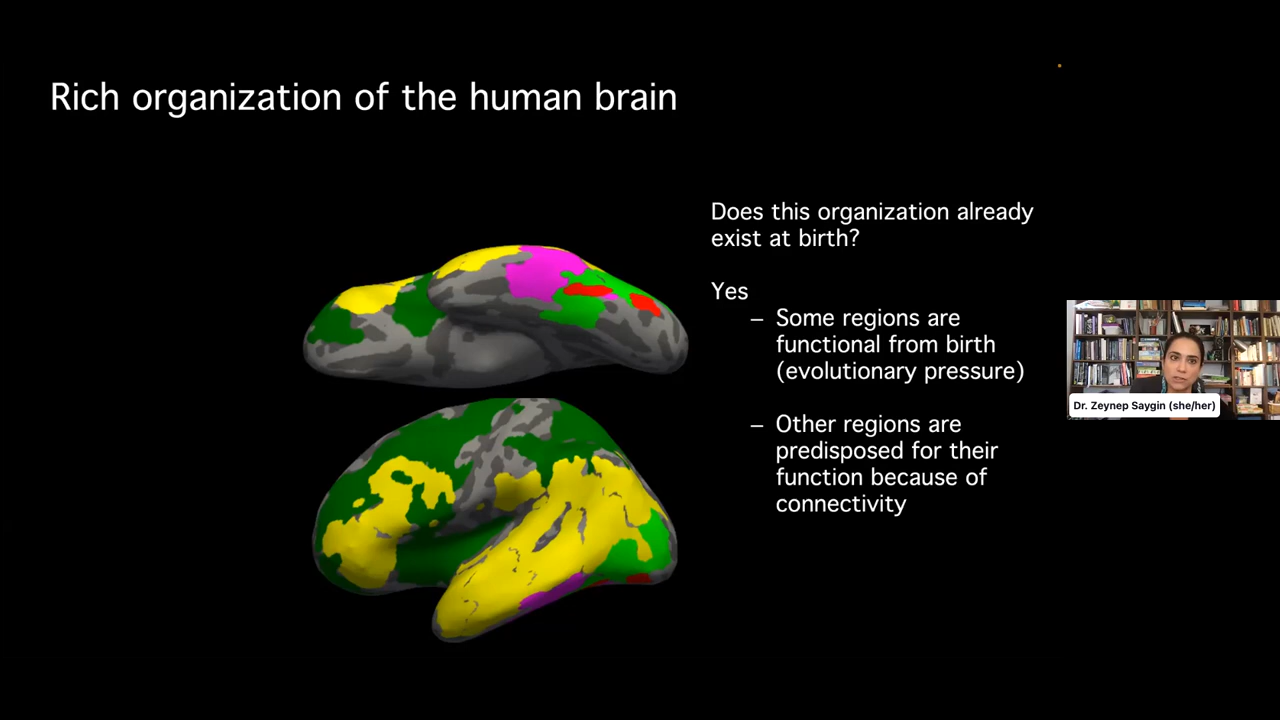 Rich organization of the human brain
Does this organization already
exist at birth?
Yes
– Some regions are
functional from birth
(evolutionary pressure)
– Other regions are
predisposed for their
function because of
connectivity
Dr. Zeynep Saygin (she/her)